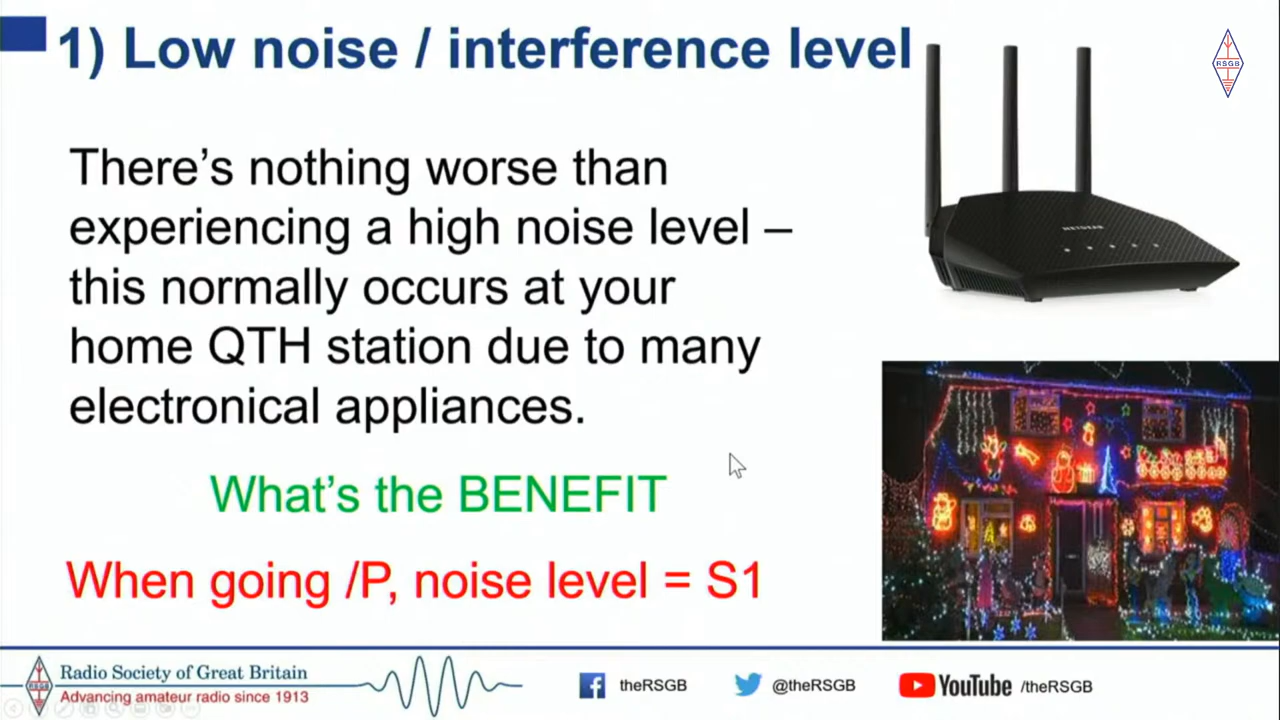 1) Low noise / interference level
RSGB
There's nothing worse than
experiencing a high noise level –
this normally occurs at your
home QTH station due to many
electronical appliances.
What's the BENEFIT
When going /P, noise level = S1
NETGEAR
RSGB
Radio Society of Great Britain
Advancing amateur radio since 1913
theRSGB
@theRSGB
YouTube /theRSGB